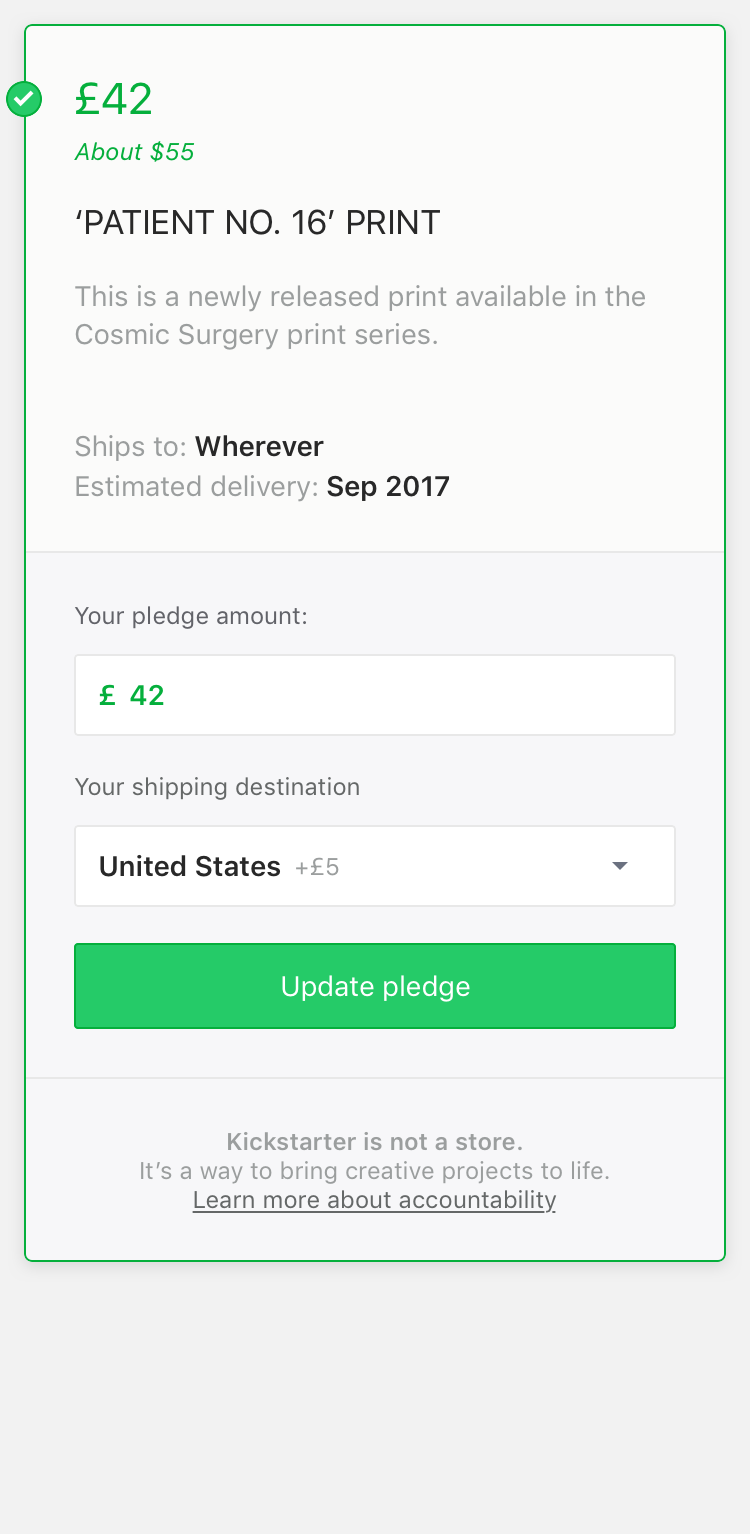 £42
About $55
‘PATIENT NO. 16’ PRINT
This is a newly released print available in the
Cosmic Surgery print series.
Ships to: Wherever
Estimated delivery: Sep 2017
Your pledge amount:
£ 42
Your shipping destination
United States +£5
Update pledge
Kickstarter is not a store.
It’s a way to bring creative projects to life.
Learn more about accountability